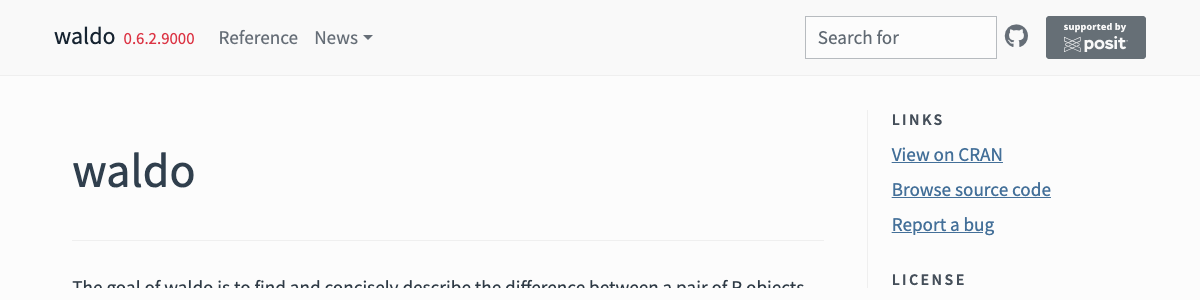 waldo 0.6.2.9000 Reference News Search for supported by posit
waldo
The goal of waldo is to find and concisely describe the difference between a pair of R objects
LINKS
View on CRAN
Browse source code
Report a bug
LICENSE